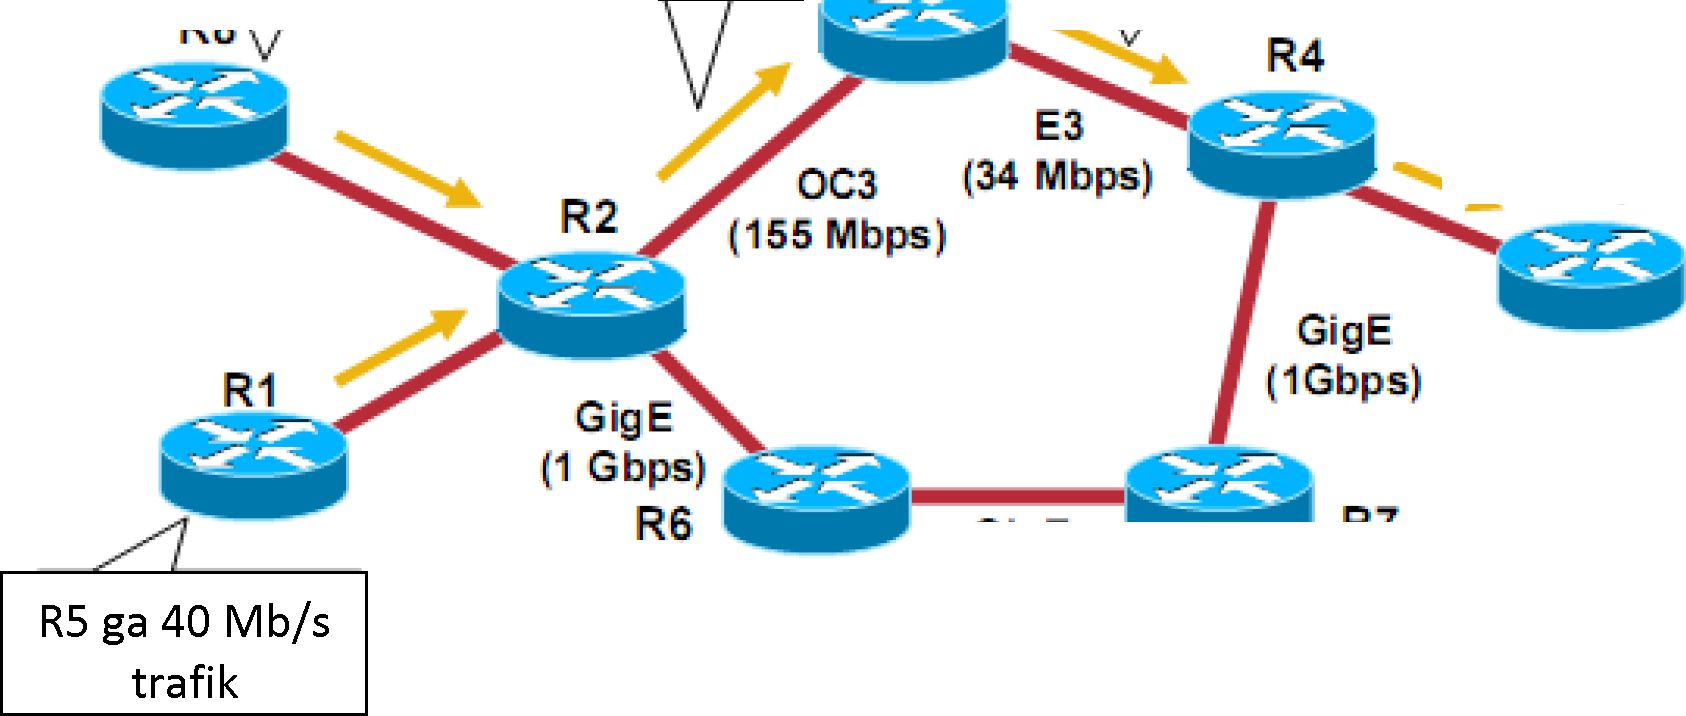 R4
E3
(34 Mbps)
OC3
(155 Mbps)
R2
GigE
(1Gbps)
R1
GigE
(1 Gbps)
R6
R5 ga 40 Mb/s
trafik